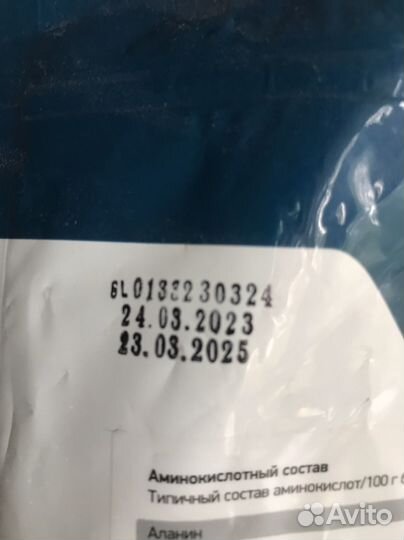 24.03.2023
23.03.2025
Аминокислотный состав
Типичный состав аминокислот/100 г
Аланин
Avito